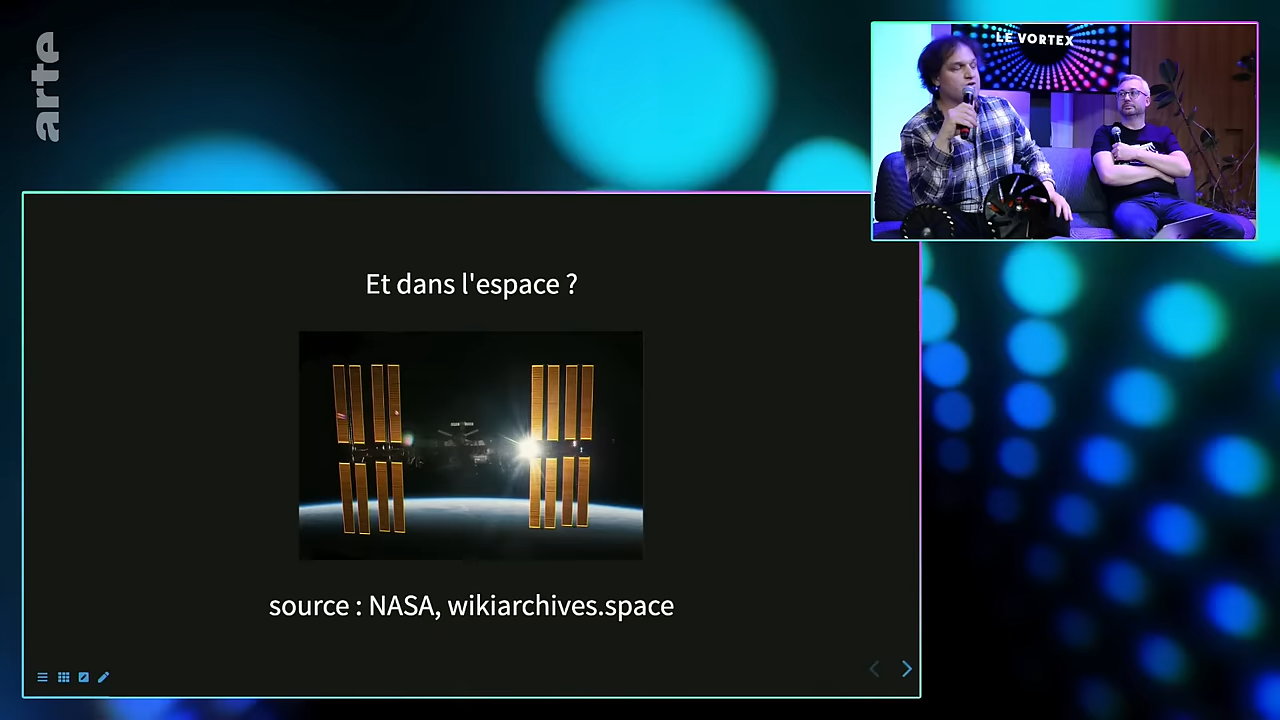 arte
LE VORTEX
Et dans l'espace ?
source : NASA, wikiarchives.space